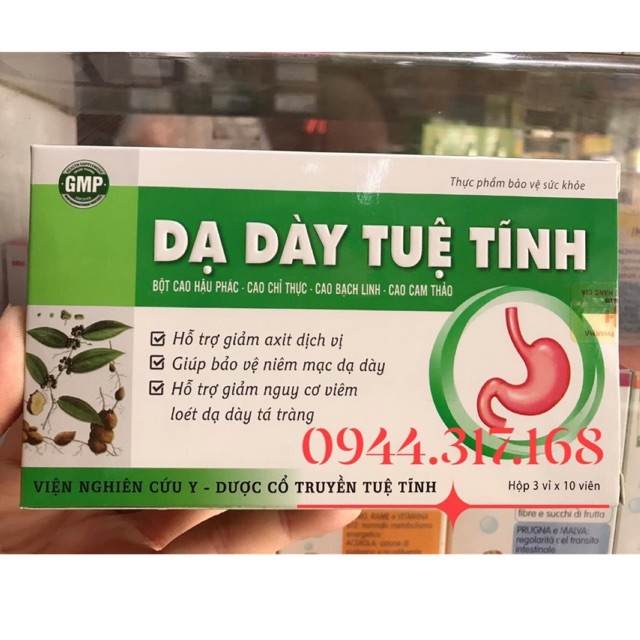 GMP
Thực phẩm bảo vệ sức khỏe
DẠ DÀY TUỆ TĨNH
BỘT CAO HẬU PHÁC - CAO CHỈ THỰC - CAO BẠCH LINH - CAO CAM THẢO
Hỗ trợ giảm axit dịch vị
Giúp bảo vệ niêm mạc dạ dày
Hỗ trợ giảm nguy cơ viêm
loét dạ dày tá tràng
0944.317.168
VIỆN NGHIÊN CỨU Y - DƯỢC CỔ TRUYỀN TUỆ TĨNH
Hộp 3 vỉ x 10 viên
fibre e succhi di frutta
PRUGNA e MALVA:
regolarità del transito
intestinale